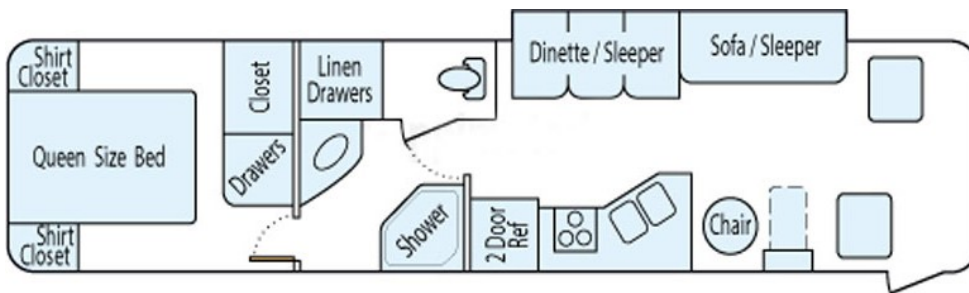 Shirt
Closet
Queen Size Bed
Shirt
Closet
Closet
Drawers
Linen
Drawers
Shower
2 Door
Ref
Dinette / Sleeper
Sofa / Sleeper
Chair